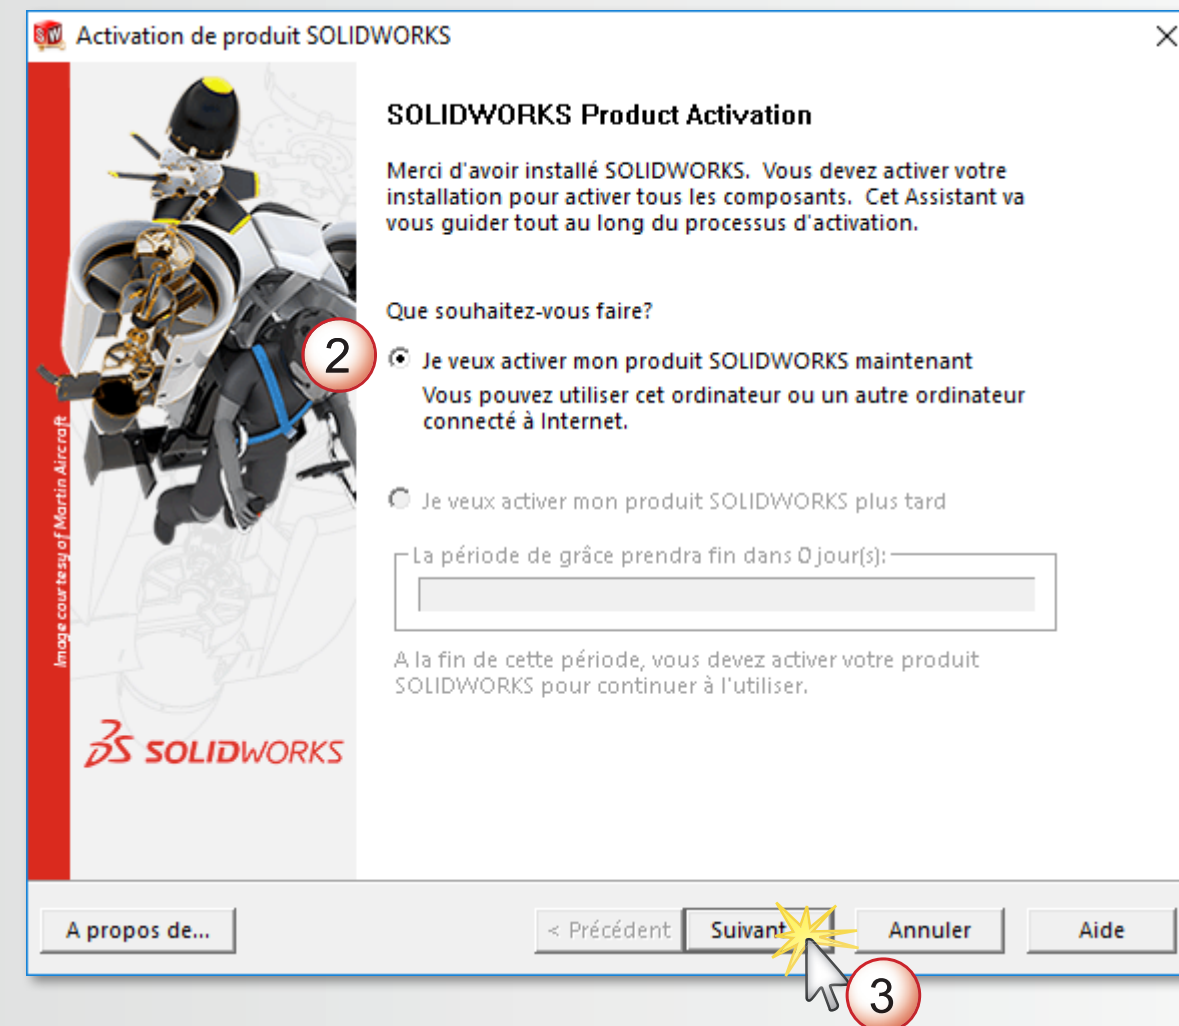 Activation de produit SOLIDWORKS
SOLIDWORKS Product Activation
Merci d'avoir installé SOLIDWORKS. Vous devez activer votre
installation pour activer tous les composants. Cet Assistant va
vous guider tout au long du processus d'activation.
Que souhaitez-vous faire?
2
Je veux activer mon produit SOLIDWORKS maintenant
Vous pouvez utiliser cet ordinateur ou un autre ordinateur
connecté à Internet.
Je veux activer mon produit SOLIDWORKS plus tard
La période de grâce prendra fin dans 0 jour(s):
A la fin de cette période, vous devez activer votre produit
SOLIDWORKS pour continuer à l'utiliser.
Image courtesy of Martin Aircraft
SOLIDWORKS
A propos de...
< Précédent
Suivant
Annuler
Aide
3